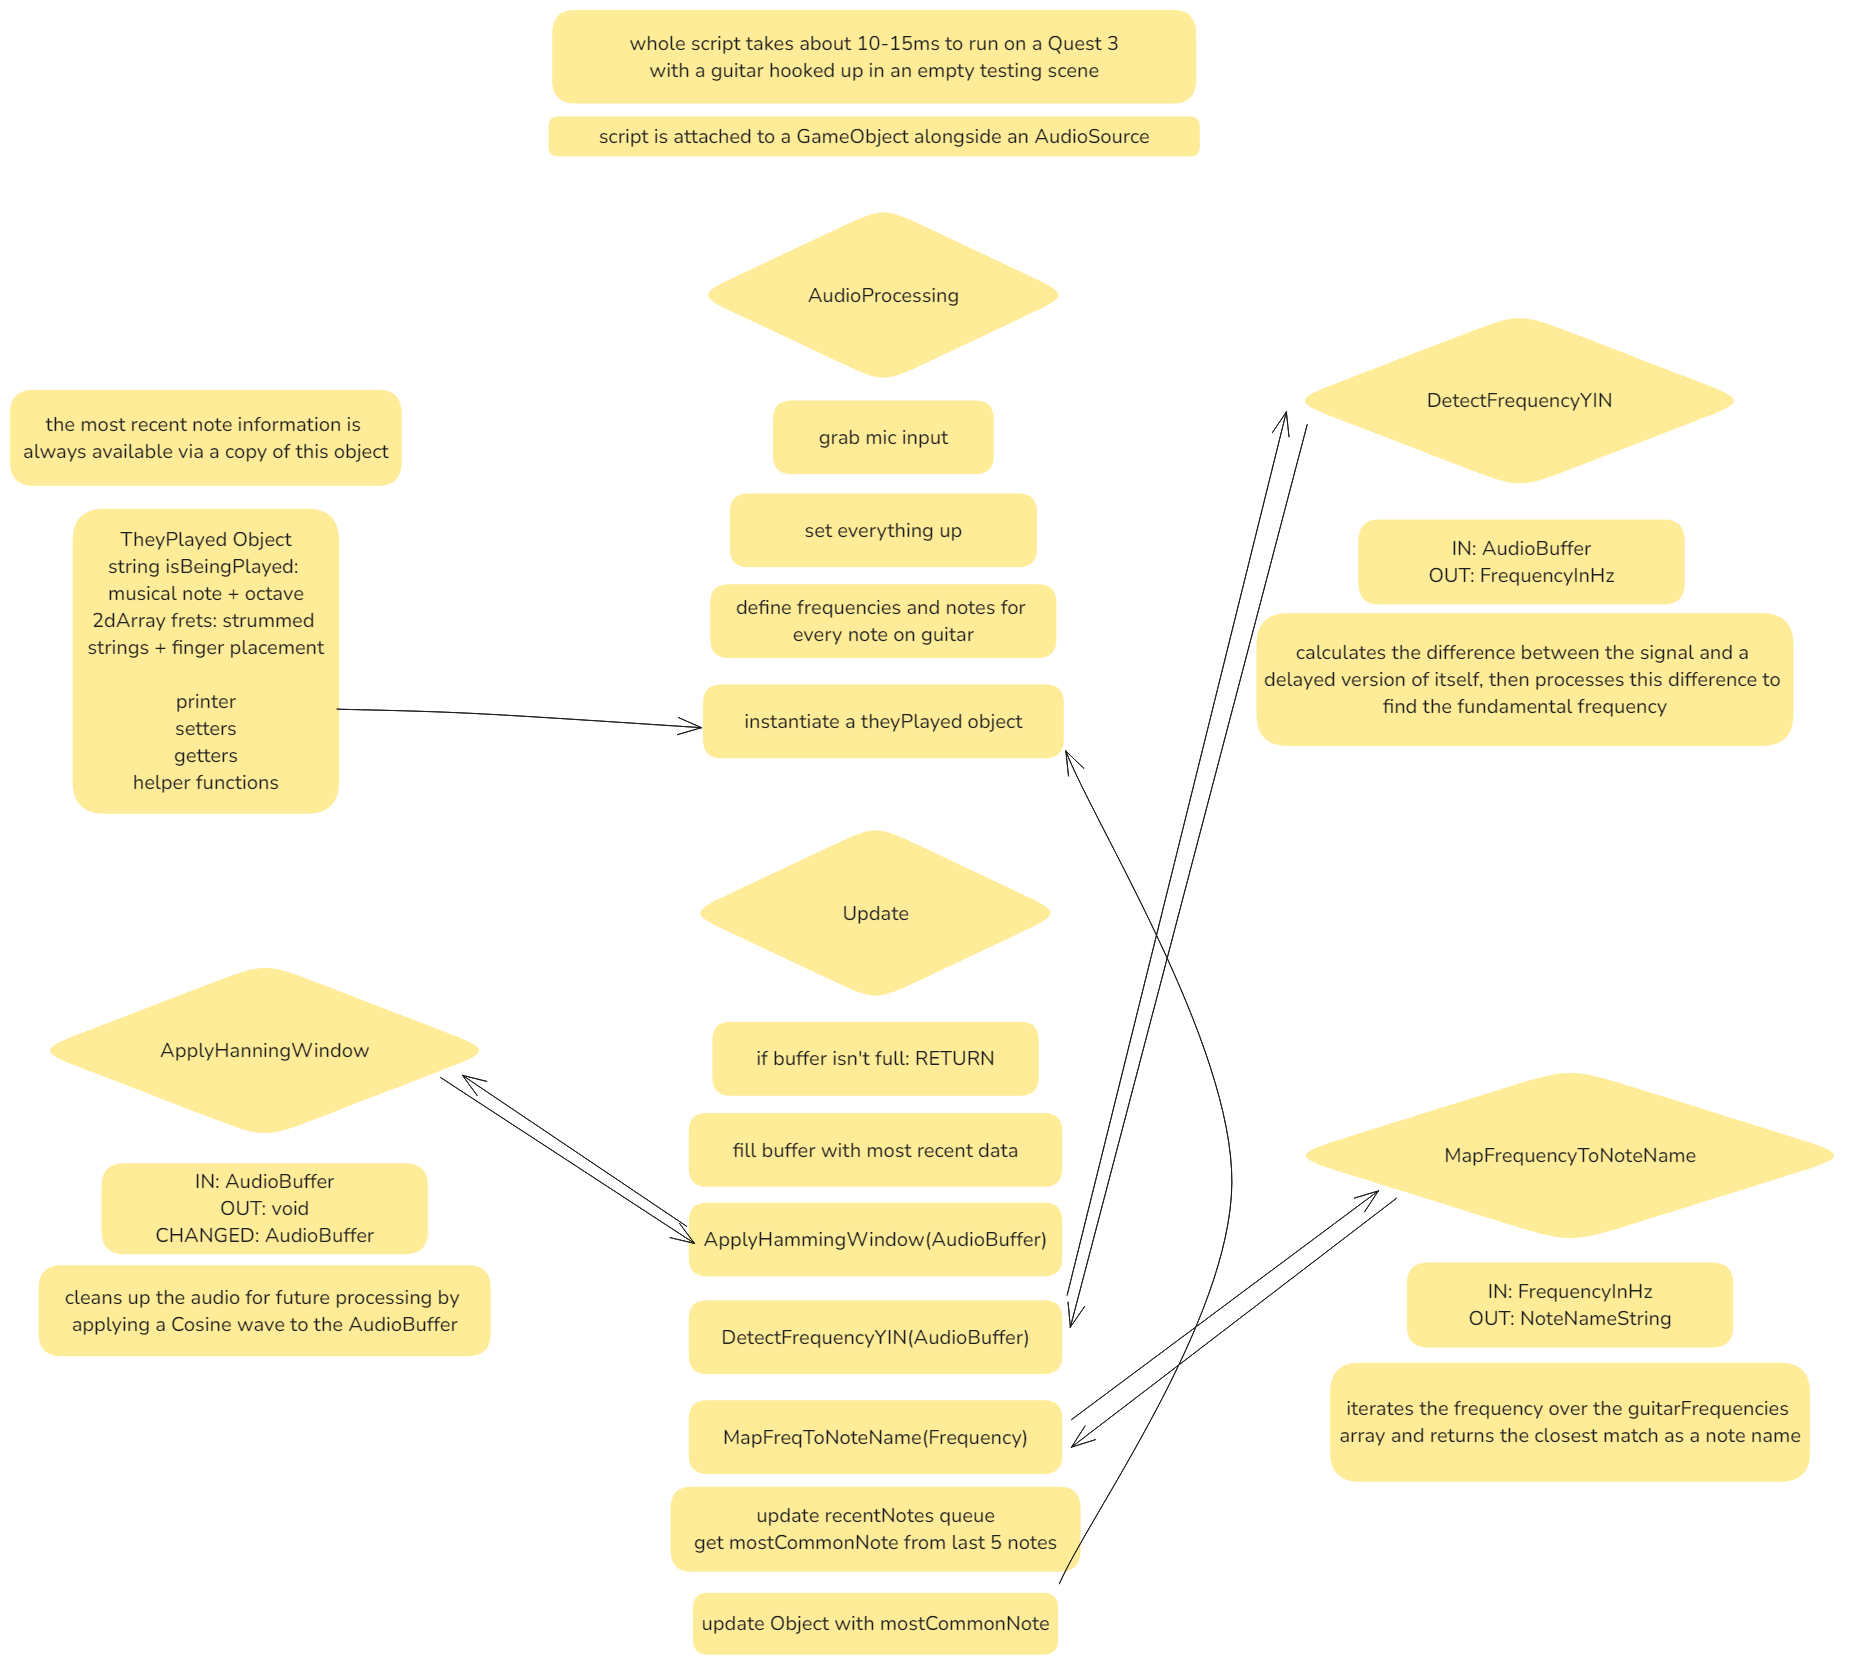 whole script takes about 10-15ms to run on a Quest 3
with a guitar hooked up in an empty testing scene
script is attached to a GameObject alongside an AudioSource
AudioProcessing
grab mic input
set everything up
define frequencies and notes for
every note on guitar
instantiate a theyPlayed object
the most recent note information is
always available via a copy of this object
TheyPlayed Object
string isBeingPlayed:
musical note + octave
2dArray frets: strummed
strings + finger placement
printer
setters
getters
helper functions
DetectFrequencyYIN
IN: AudioBuffer
OUT: FrequencyInHz
calculates the difference between the signal and a
delayed version of itself, then processes this difference to
find the fundamental frequency
Update
if buffer isn't full: RETURN
fill buffer with most recent data
ApplyHammingWindow(AudioBuffer)
DetectFrequencyYIN(AudioBuffer)
MapFreqToNoteName(Frequency)
update recentNotes queue
get mostCommonNote from last 5 notes
update Object with mostCommonNote
ApplyHanningWindow
IN: AudioBuffer
OUT: void
CHANGED: AudioBuffer
cleans up the audio for future processing by
applying a Cosine wave to the AudioBuffer
MapFrequencyToNoteName
IN: FrequencyInHz
OUT: NoteNameString
iterates the frequency over the guitarFrequencies
array and returns the closest match as a note name